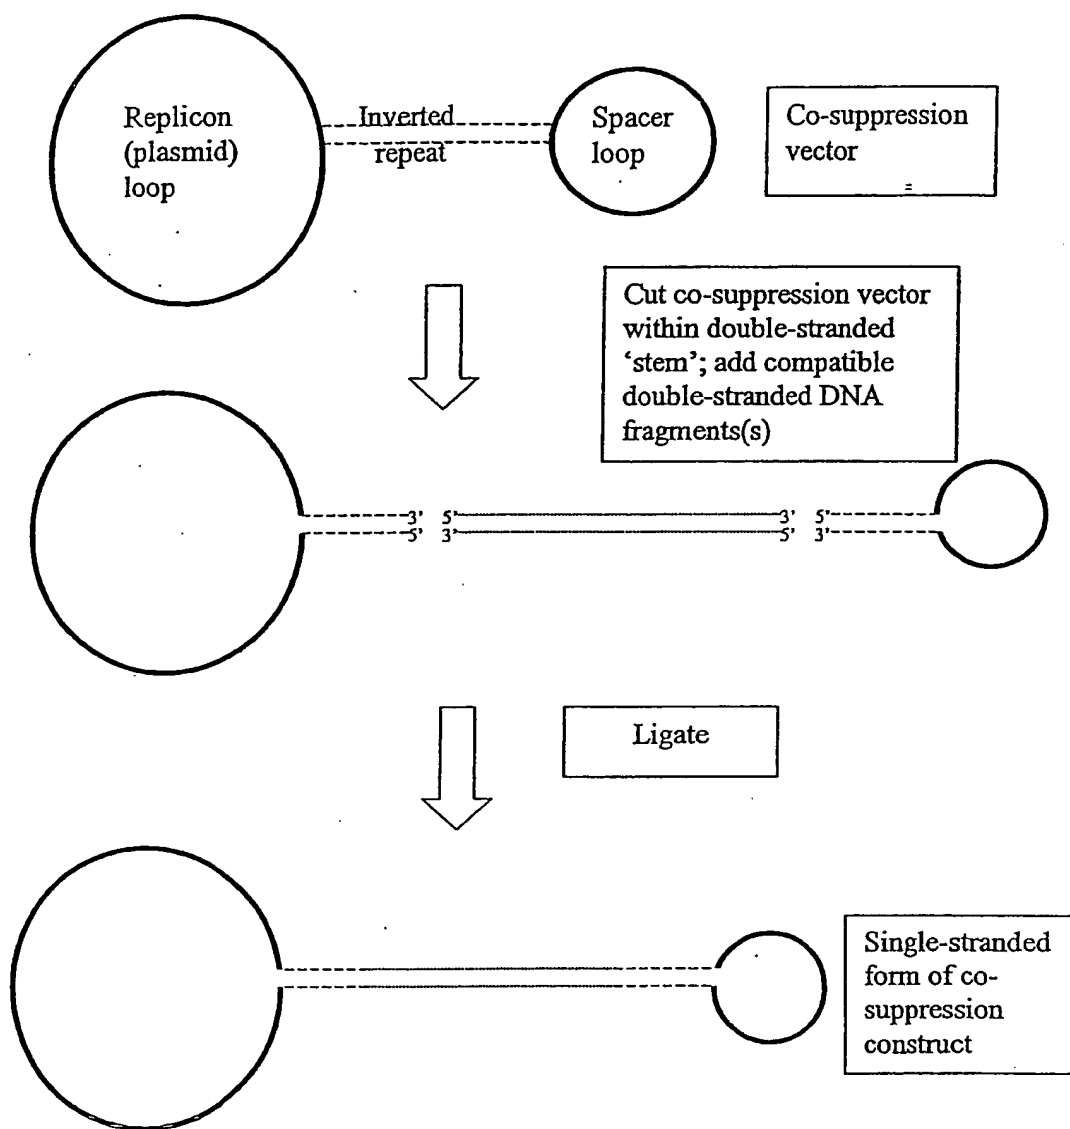 Replicon
(plasmid)
loop
Inverted
repeat
Spacer
loop
Co-suppression
vector
Cut co-suppression vector
within double-stranded
‘stem’; add compatible
double-stranded DNA
fragments(s)
3’ 5’ 3’ 5’
5’ 3’ 5’ 3’
Ligate
Single-stranded
form of co-
suppression
construct